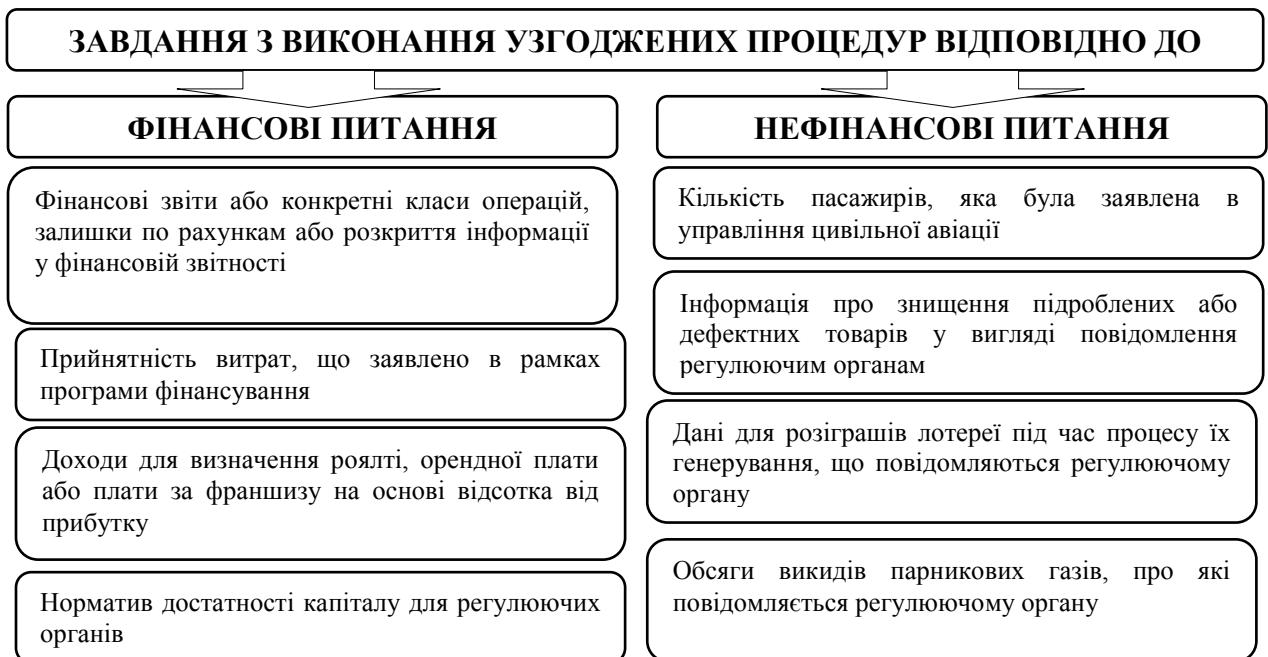 ЗАВДАННЯ З ВИКОНАННЯ УЗГОДЖЕНИХ ПРОЦЕДУР ВІДПОВІДНО ДО
ФІНАНСОВІ ПИТАННЯ
Фінансові звіти або конкретні класи операцій,
залишки по рахункам або розкриття інформації
у фінансовій звітності
Прийнятність витрат, що заявлено в рамках
програми фінансування
Доходи для визначення роялті, орендної плати
або плати за франшизу на основі відсотка від
прибутку
Норматив достатності капіталу для регулюючих
органів
НЕФІНАНСОВІ ПИТАННЯ
Кількість пасажирів, яка була заявлена в
управління цивільної авіації
Інформація про знищення підроблених або
дефектних товарів у вигляді повідомлення
регулюючим органам
Дані для розіграшів лотереї під час процесу їх
генерування, що повідомляються регулюючому
органу
Обсяги викидів парникових газів, про які
повідомляється регулюючому органу